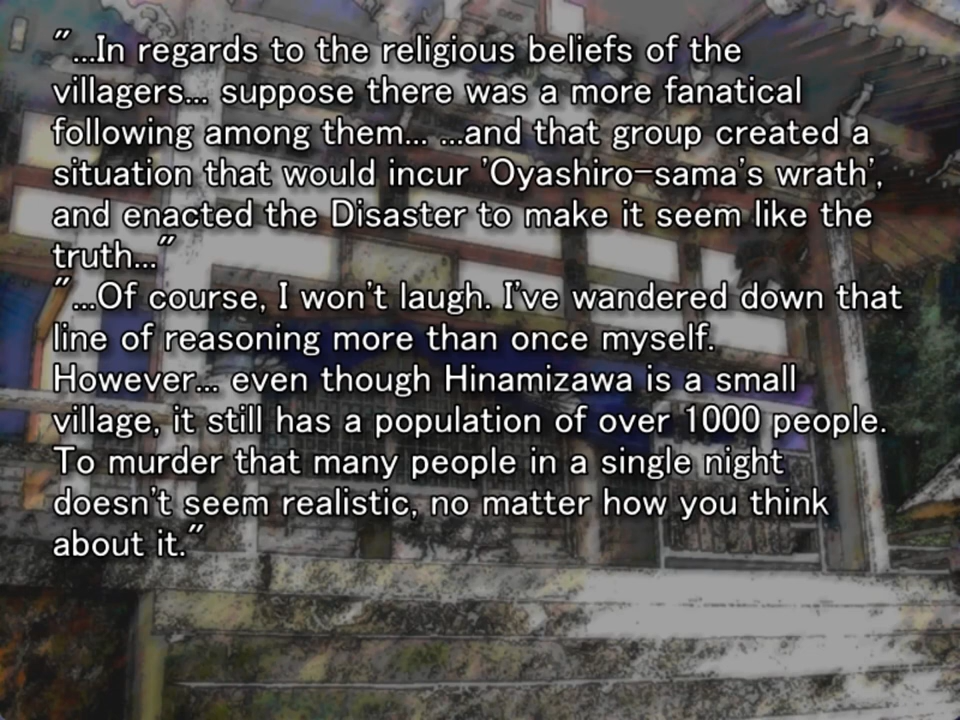 "...In regards to the religious beliefs of the
villagers... suppose there was a more fanatical
following among them... ...and that group created a
situation that would incur 'Oyashiro-sama's wrath',
and enacted the Disaster to make it seem like the
truth..."
"...Of course, I won't laugh. I've wandered down that
line of reasoning more than once myself.
However... even though Hinamizawa is a small
village, it still has a population of over 1000 people.
To murder that many people in a single night
doesn't seem realistic, no matter how you think
about it."